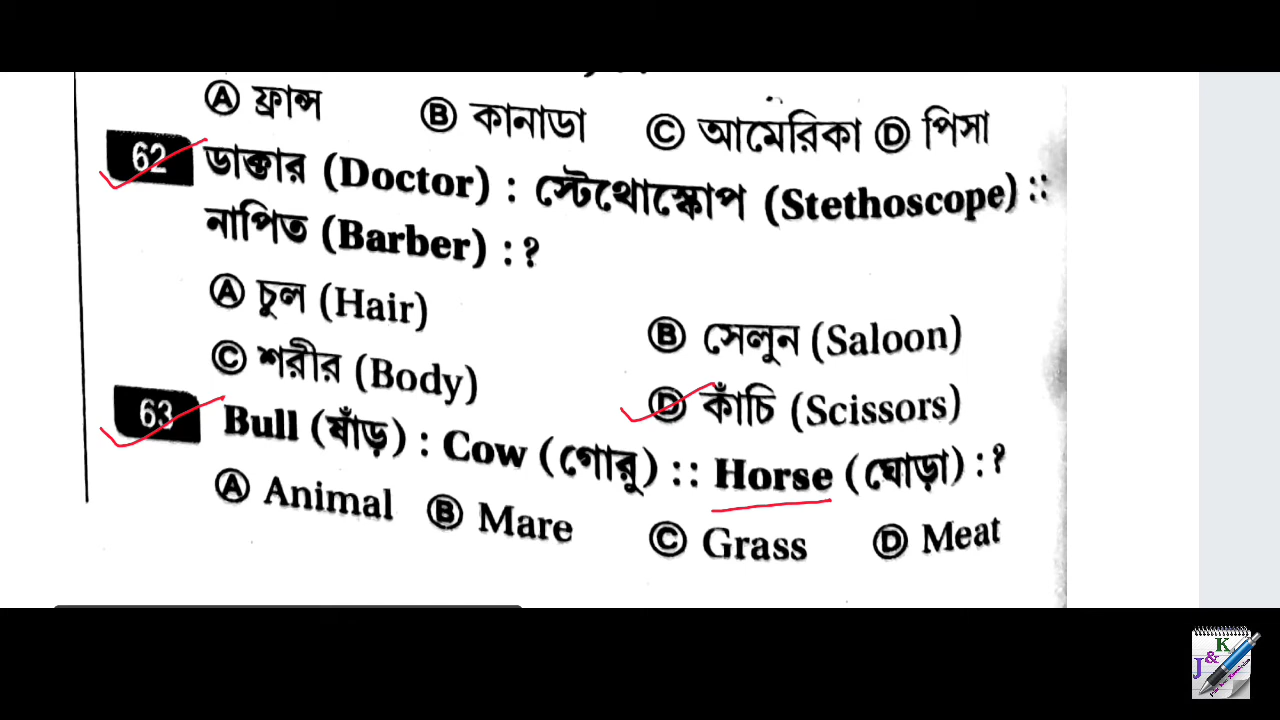 Ⓐ ফ্রান্স Ⓑ কানাডা Ⓒ আমেরিকা Ⓓ পিসা
62 ডাক্তার (Doctor) : স্টেথোস্কোপ (Stethoscope) ::
নাপিত (Barber) : ?
Ⓐ চুল (Hair) Ⓑ সেলুন (Saloon)
Ⓒ শরীর (Body) Ⓓ কাঁচি (Scissors)
63 Bull (ষাঁড়) : Cow (গোরু) :: Horse (ঘোড়া) : ?
Ⓐ Animal Ⓑ Mare Ⓒ Grass Ⓓ Meat
J&K